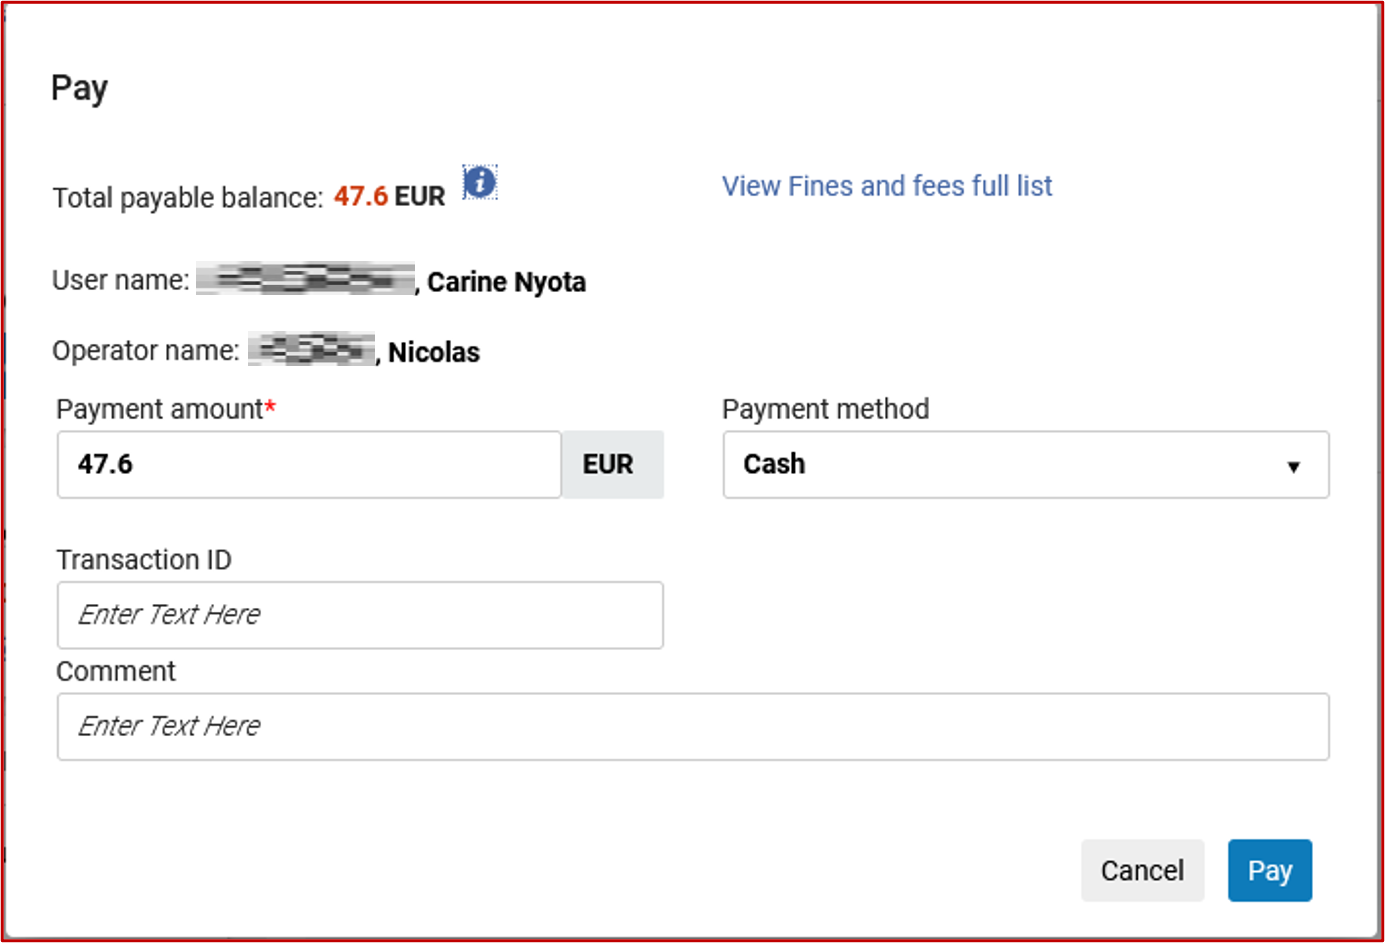 Pay
Total payable balance: 47.6 EUR i
View Fines and fees full list
User name: , Carine Nyota
Operator name: , Nicolas
Payment amount*
Payment method
47.6 EUR
Cash
Transaction ID
Enter Text Here
Comment
Enter Text Here
Cancel Pay